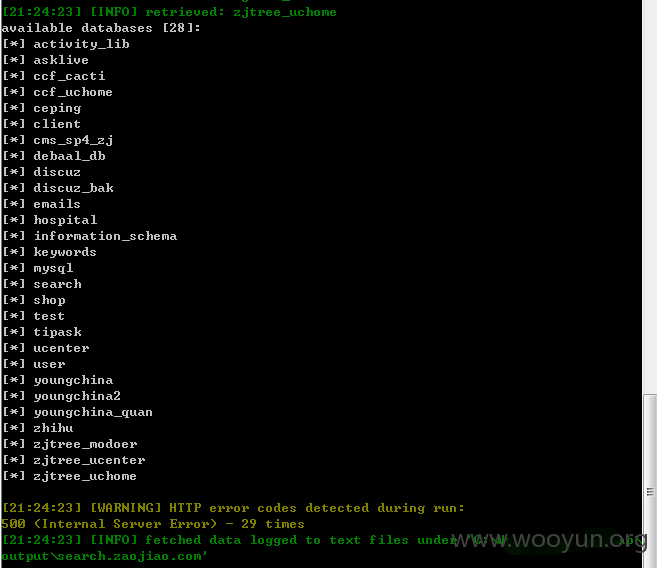 [21:24:23] [INFO] retrieved: zjtree_uchome
available databases [28]:
[*] activity_lib
[*] asklive
[*] ccf_cacti
[*] ccf_uchome
[*] ceping
[*] client
[*] cms_sp4_zj
[*] debaal_db
[*] discuz
[*] discuz_bak
[*] emails
[*] hospital
[*] information_schema
[*] keywords
[*] mysql
[*] search
[*] shop
[*] test
[*] tipask
[*] ucenter
[*] user
[*] youngchina
[*] youngchina2
[*] youngchina_quan
[*] zhihu
[*] zjtree_modoer
[*] zjtree_ucenter
[*] zjtree_uchome
[21:24:23] [WARNING] HTTP error codes detected during run:
500 (Internal Server Error) - 29 times
[21:24:23] [INFO] fetched data logged to text files under
www.wooyun.org
output\search.zaojiao.com'